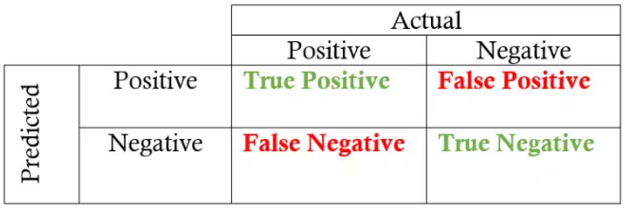 Actual
Positive Negative
Predicted
Positive True Positive False Positive
Negative False Negative True Negative